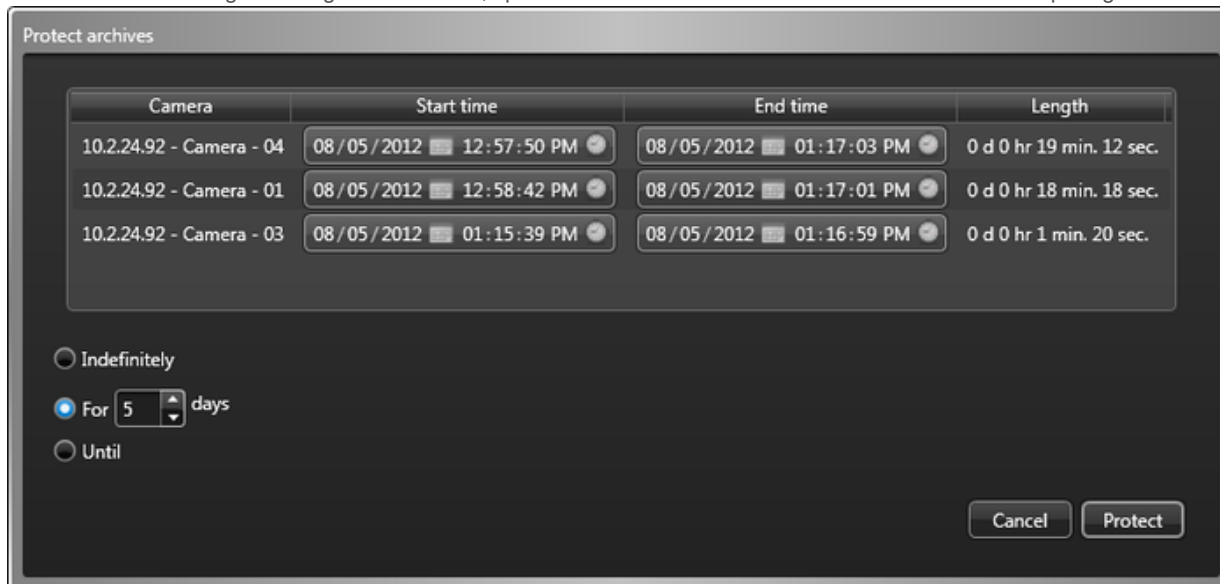 Protect archives
Camera Start time End time Length
10.2.24.92 - Camera - 04 08/05/2012 12:57:50 PM 08/05/2012 01:17:03 PM 0 d 0 hr 19 min. 12 sec.
10.2.24.92 - Camera - 01 08/05/2012 12:58:42 PM 08/05/2012 01:17:01 PM 0 d 0 hr 18 min. 18 sec.
10.2.24.92 - Camera - 03 08/05/2012 01:15:39 PM 08/05/2012 01:16:59 PM 0 d 0 hr 1 min. 20 sec.
Indefinitely
For 5 days
Until
Cancel Protect